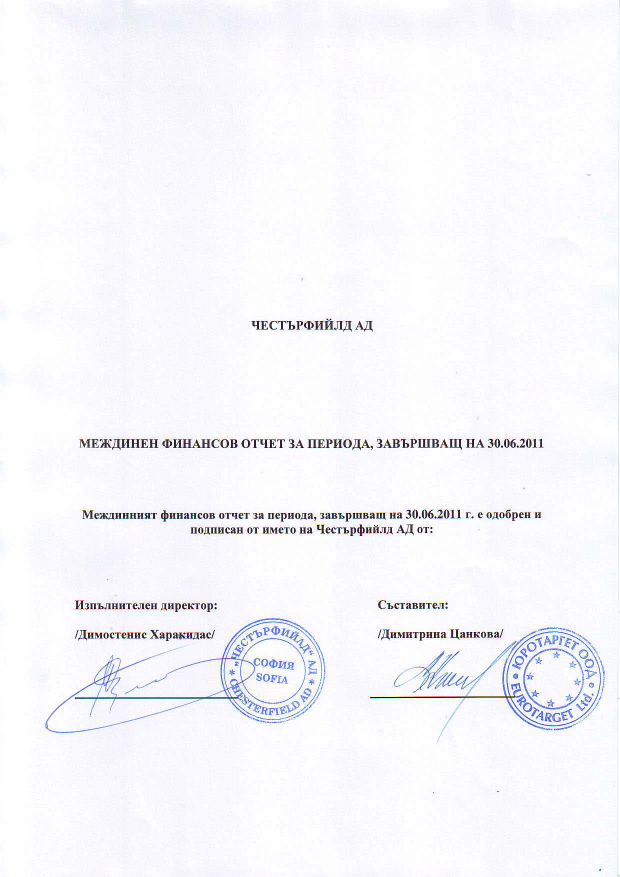 ЧЕСТЪРФИЙЛД АД
МЕЖДИНЕН ФИНАНСОВ ОТЧЕТ ЗА ПЕРИОДА, ЗАВЪРШВАЩ НА 30.06.2011
Междинният финансов отчет за периода, завършващ на 30.06.2011 г. е одобрен и
подписан от името на Честърфийлд АД от:
Изпълнителен директор:
/Димостенис Харакидас/
„ЧЕСТЪРФИЙЛД“ АД
СОФИЯ
SOFIA
CHESTERFIELD AD
Съставител:
/Димитрина Цанкова/
ЮРОТАРГЕТ ООД
EUROTARGET Ltd.